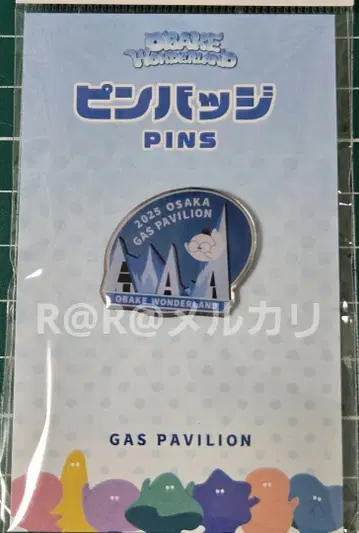 OBAKE
WONDERLAND
ピンバッジ
PINS
2025 OSAKA
GAS PAVILION
OBAKE WONDERLAND
R@R@メルカリ
GAS PAVILION